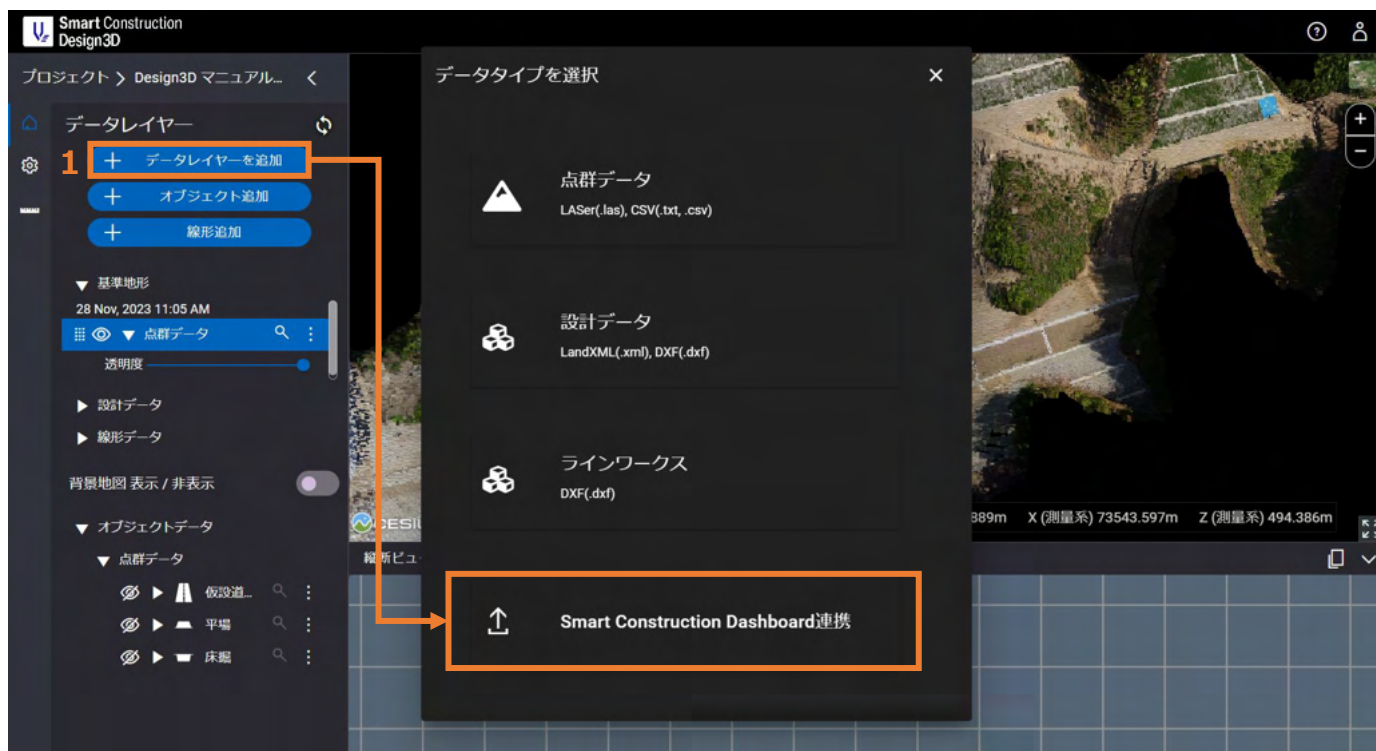 Smart Construction
Design3D
プロジェクト > Design3D マニュアル...
データレイヤー
1
データレイヤーを追加
オブジェクト追加
線形追加
基準地形
28 Nov, 2023 11:05 AM
点群データ
透明度
設計データ
線形データ
背景地図 表示 / 非表示
オブジェクトデータ
点群データ
仮設道...
平場
床掘
データタイプを選択
点群データ
LASer(.las), CSV(.txt, .csv)
設計データ
LandXML(.xml), DXF(.dxf)
ラインワークス
DXF(.dxf)
Smart Construction Dashboard連携
CESIU
889m X (測量系) 73543.597m Z (測量系) 494.386m
縦断ビュー